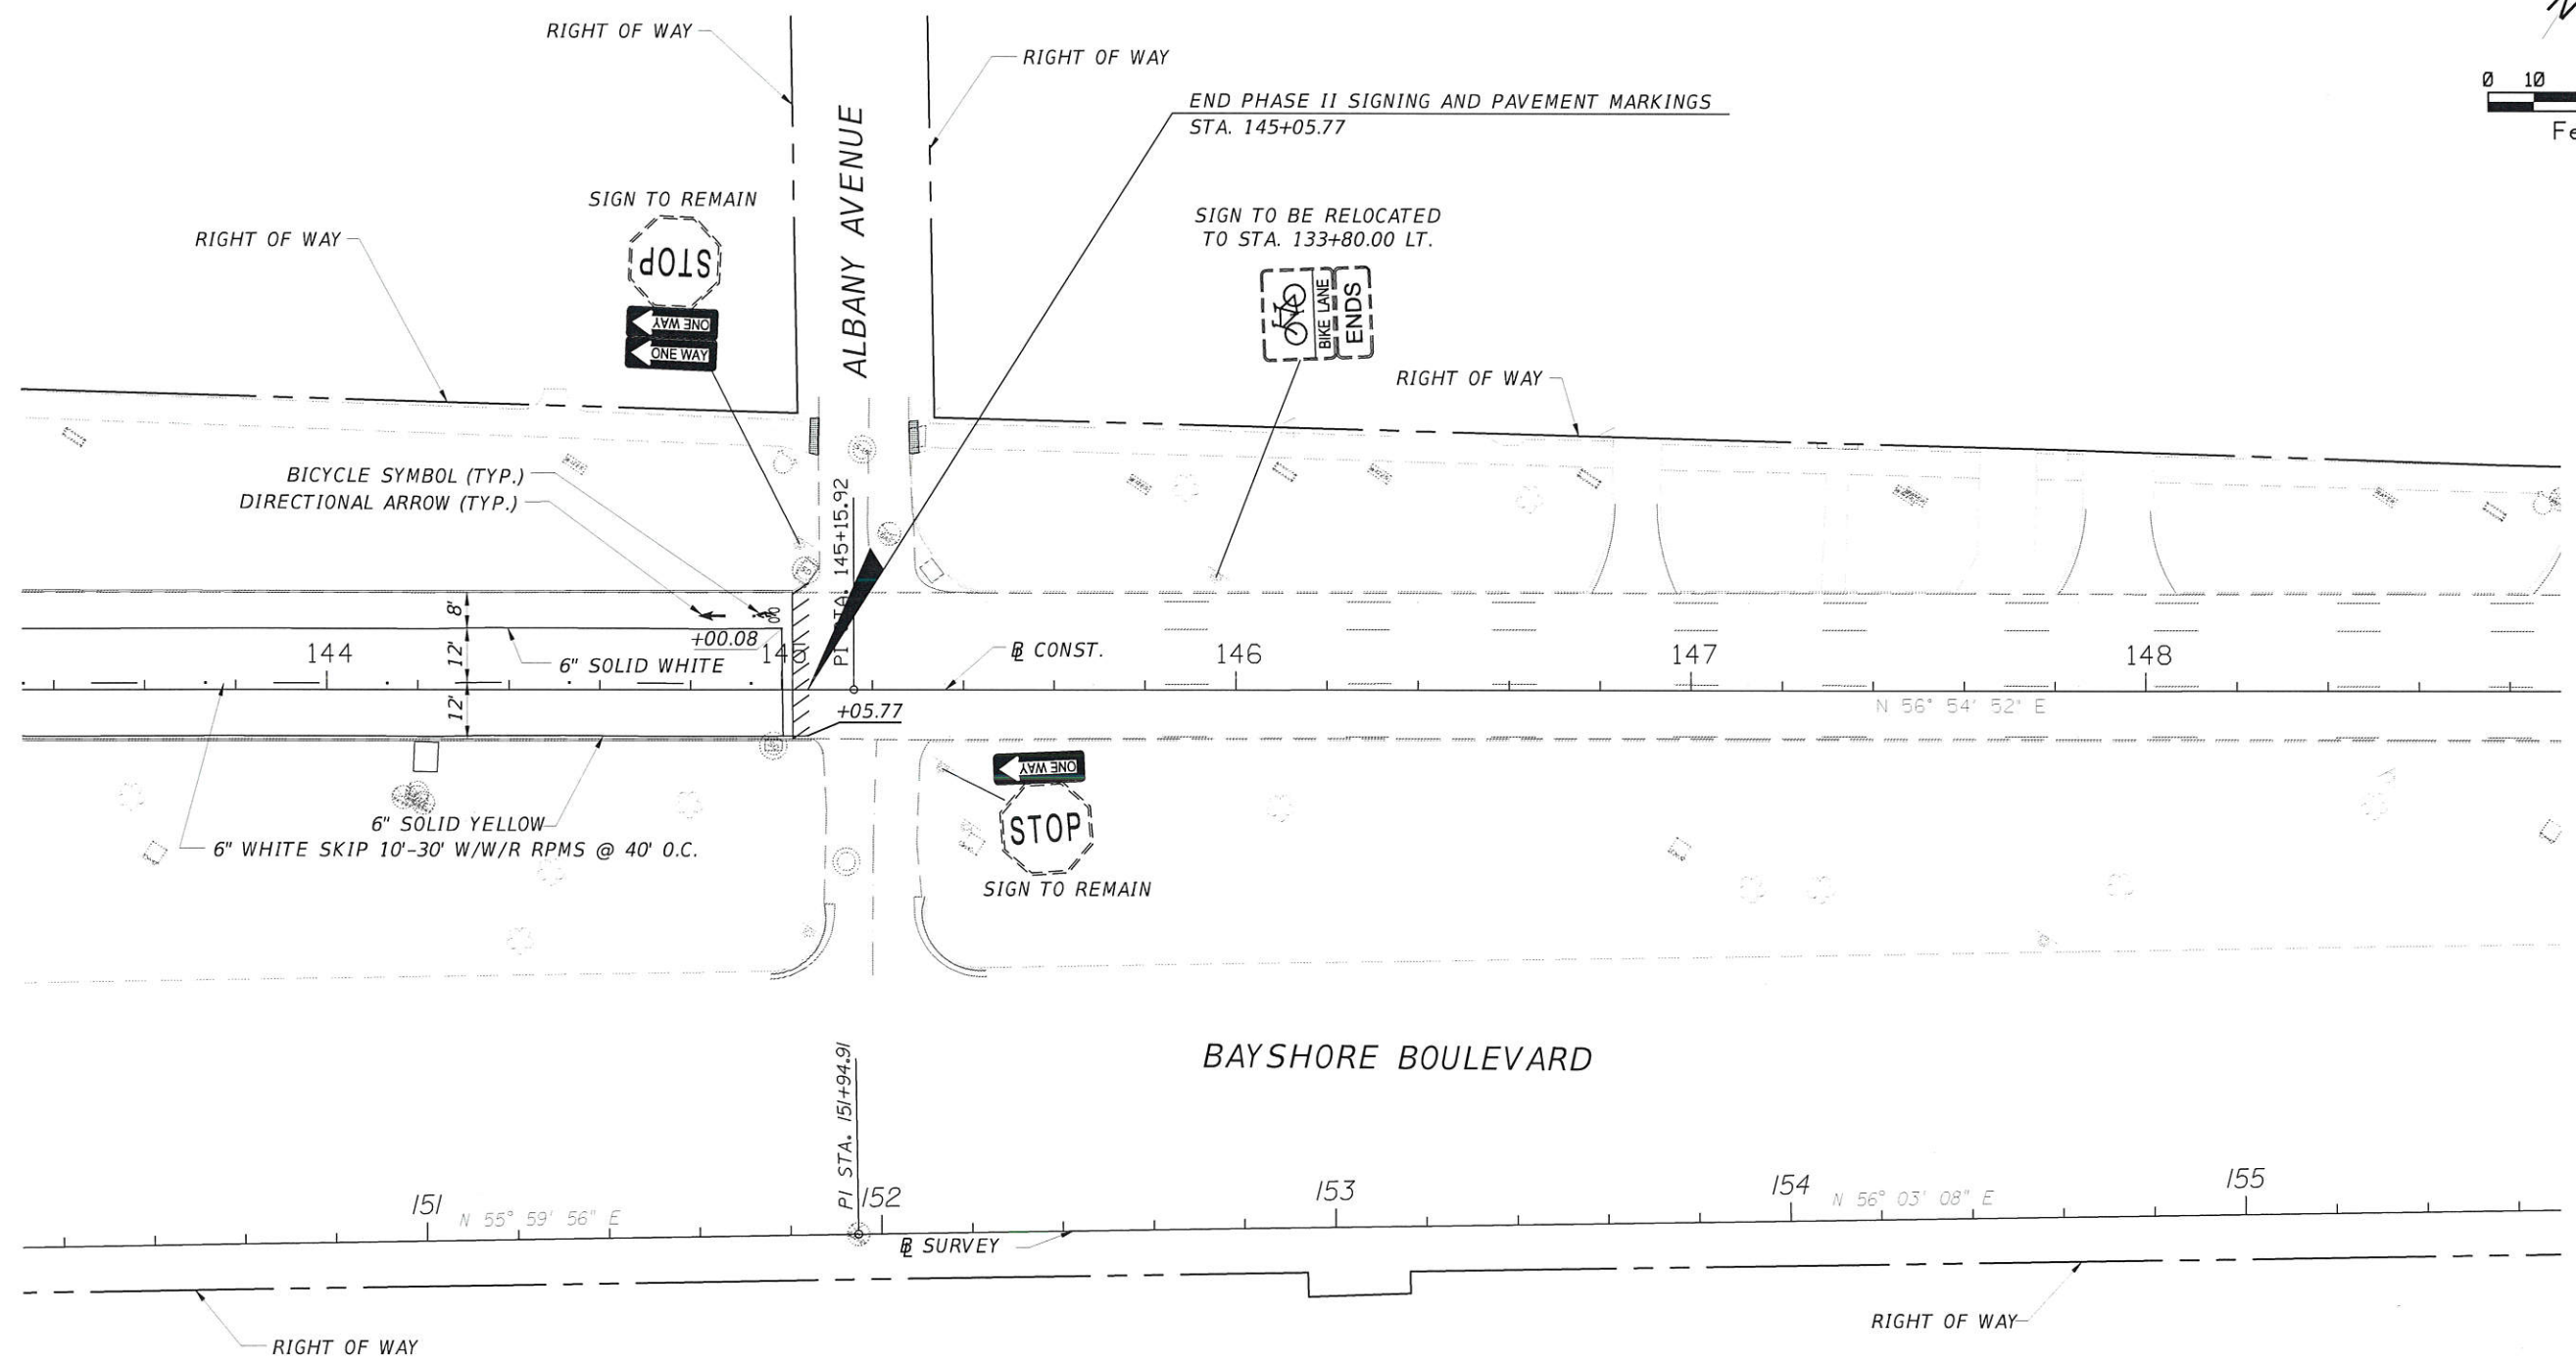 RIGHT OF WAY
RIGHT OF WAY
0 10
ALBANY AVENUE
END PHASE II SIGNING AND PAVEMENT MARKINGS
STA. 145+05.77
SIGN TO REMAIN
STOP
ONE WAY
ONE WAY
RIGHT OF WAY
SIGN TO BE RELOCATED
TO STA. 133+80.00 LT.
BIKE LANE
ENDS
RIGHT OF WAY
BICYCLE SYMBOL (TYP.)
DIRECTIONAL ARROW (TYP.)
PI STA. 145+15.92
8'
12'
12'
+00.08
144
6" SOLID WHITE
℄ CONST.
146
147
148
+05.77
N 56° 54' 52" E
ONE WAY
STOP
SIGN TO REMAIN
6" SOLID YELLOW
6" WHITE SKIP 10'-30' W/W/R RPMS @ 40' O.C.
BAYSHORE BOULEVARD
PI STA. 151+94.91
151
N 55° 59' 56" E
152
153
154
N 56° 03' 08" E
155
℄ SURVEY
RIGHT OF WAY
RIGHT OF WAY